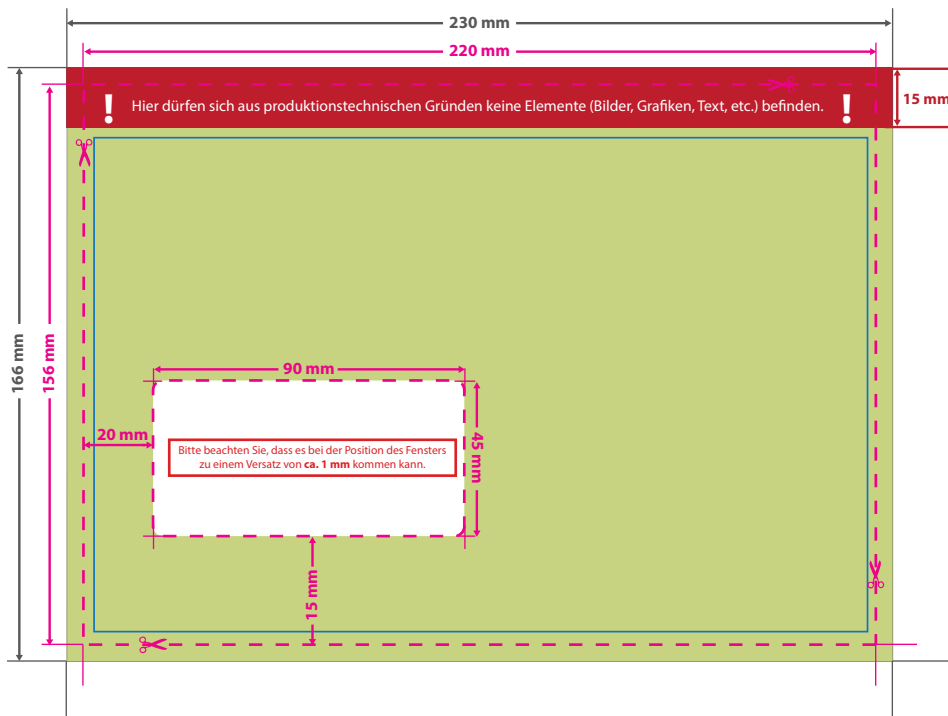 230 mm
220 mm
! Hier dürfen sich aus produktionstechnischen Gründen keine Elemente (Bilder, Grafiken, Text, etc.) befinden. !
15 mm
166 mm
156 mm
90 mm
20 mm
45 mm
Bitte beachten Sie, dass es bei der Position des Fensters
zu einem Versatz von ca. 1 mm kommen kann.
15 mm